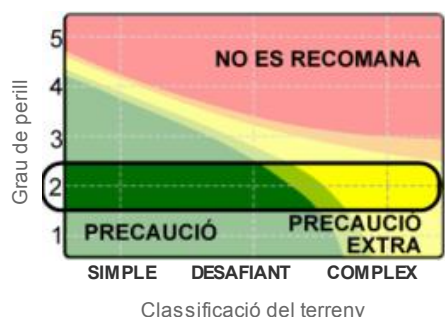 Grau de perill
5
4
3
2
1
NO ES RECOMANA
PRECAUCIÓ
PRECAUCIÓ
EXTRA
SIMPLE DESAFIANT COMPLEX
Classificació del terreny